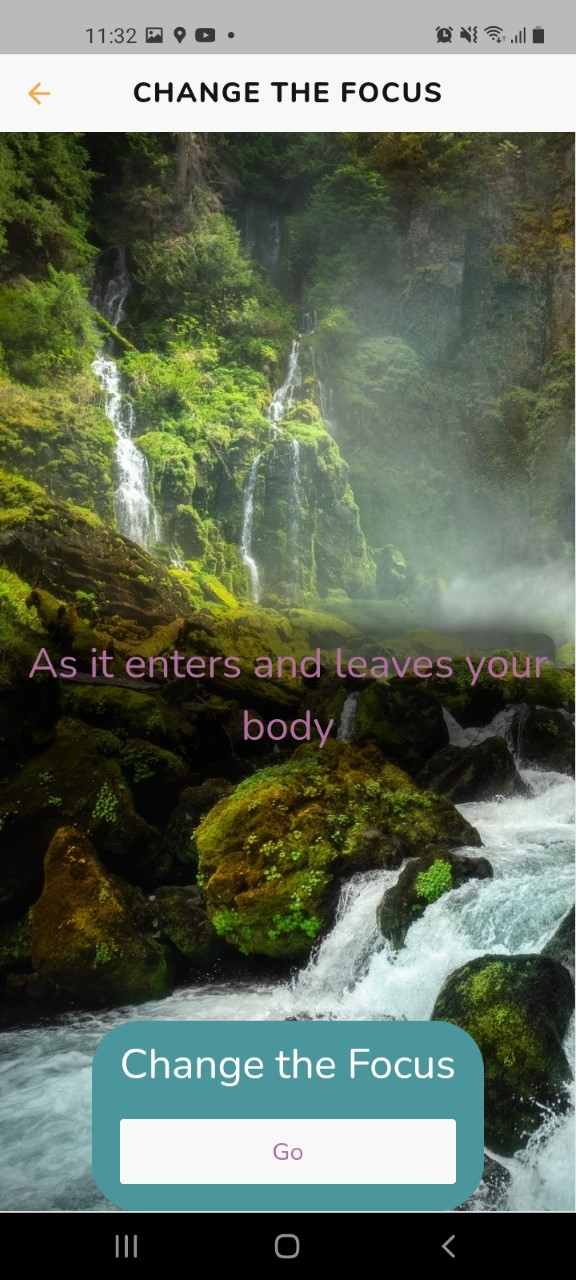 11:32
CHANGE THE FOCUS
As it enters and leaves your
body
Change the Focus
Go